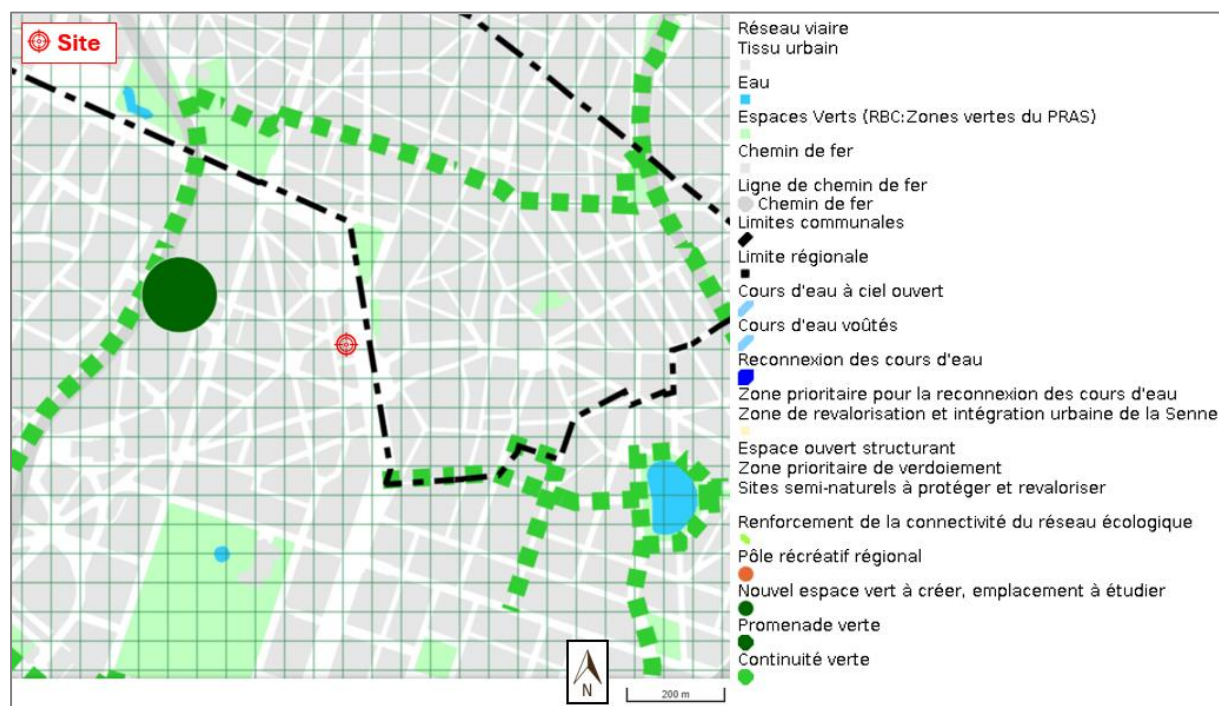 Site
Réseau viaire
Tissu urbain
Eau
Espaces Verts (RBC:Zones vertes du PRAS)
Chemin de fer
Ligne de chemin de fer
Chemin de fer
Limites communales
Limite régionale
Cours d'eau à ciel ouvert
Cours d'eau voûtés
Reconnexion des cours d'eau
Zone prioritaire pour la reconnexion des cours d'eau
Zone de revalorisation et intégration urbaine de la Senne
Espace ouvert structurant
Zone prioritaire de verdoiement
Sites semi-naturels à protéger et revaloriser
Renforcement de la connectivité du réseau écologique
Pôle récréatif régional
Nouvel espace vert à créer, emplacement à étudier
Promenade verte
Continuité verte
N
200 m